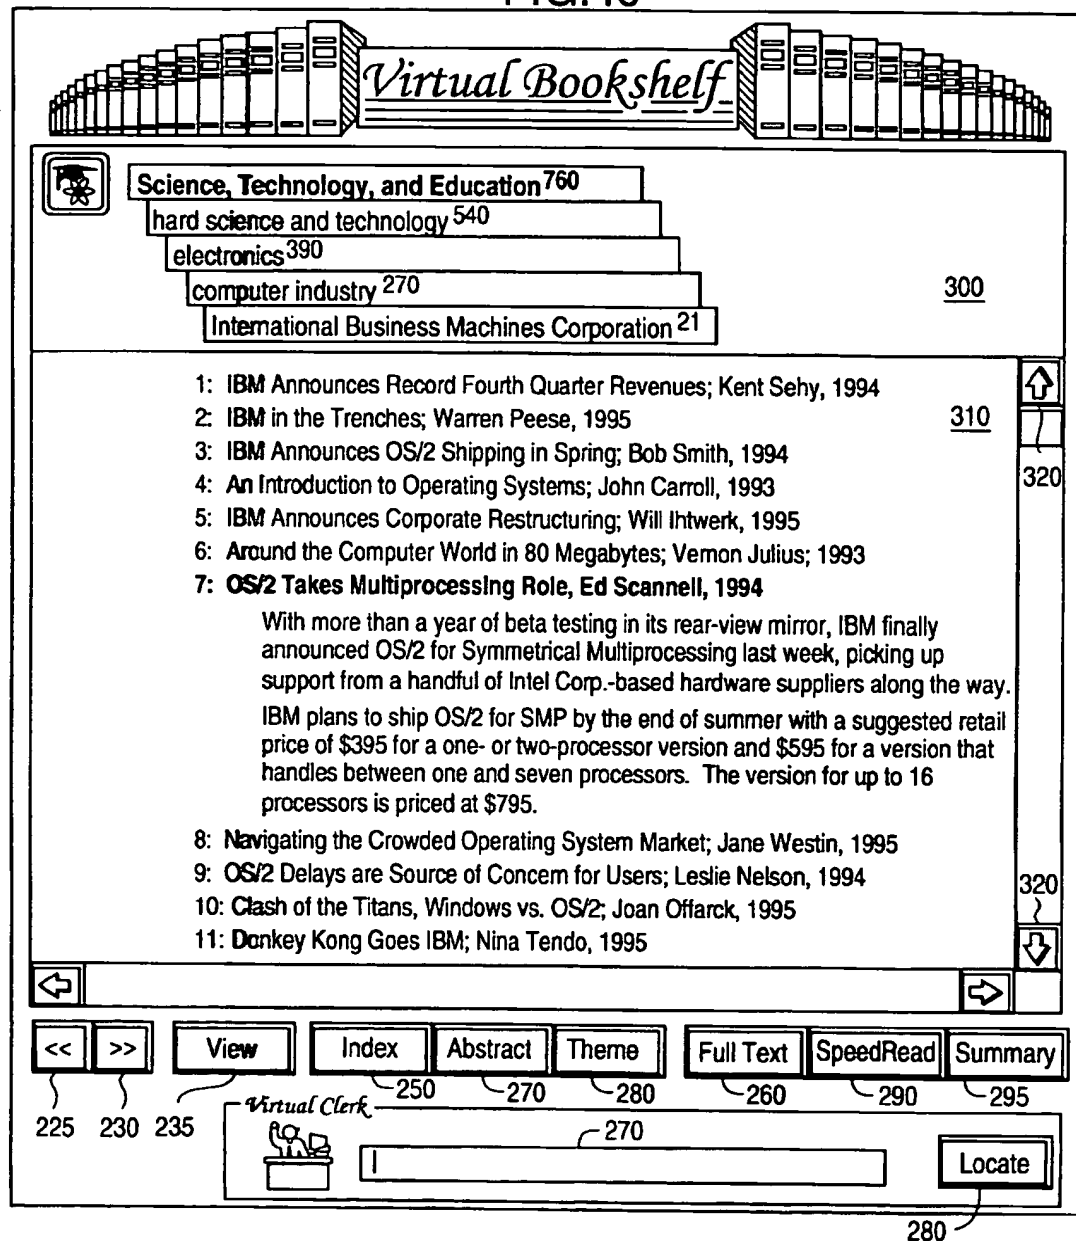 Virtual Bookshelf
Science, Technology, and Education 760
hard science and technology 540
electronics 390
computer industry 270
300
International Business Machines Corporation 21
1: IBM Announces Record Fourth Quarter Revenues; Kent Sehy, 1994
310
2: IBM in the Trenches; Warren Peese, 1995
3: IBM Announces OS/2 Shipping in Spring; Bob Smith, 1994
320
4: An Introduction to Operating Systems; John Carroll, 1993
5: IBM Announces Corporate Restructuring; Will Ihtwerk, 1995
6: Around the Computer World in 80 Megabytes; Vernon Julius; 1993
7: OS/2 Takes Multiprocessing Role, Ed Scannell, 1994
With more than a year of beta testing in its rear-view mirror, IBM finally
announced OS/2 for Symmetrical Multiprocessing last week, picking up
support from a handful of Intel Corp.-based hardware suppliers along the way.
IBM plans to ship OS/2 for SMP by the end of summer with a suggested retail
price of $395 for a one- or two-processor version and $595 for a version that
handles between one and seven processors. The version for up to 16
processors is priced at $795.
8: Navigating the Crowded Operating System Market; Jane Westin, 1995
9: OS/2 Delays are Source of Concern for Users; Leslie Nelson, 1994
320
10: Clash of the Titans, Windows vs. OS/2; Joan Offarck, 1995
11: Donkey Kong Goes IBM; Nina Tendo, 1995
<< >> View Index Abstract Theme Full Text SpeedRead Summary
250 270 280 260 290 295
225 230 235
Virtual Clerk
270
Locate
280